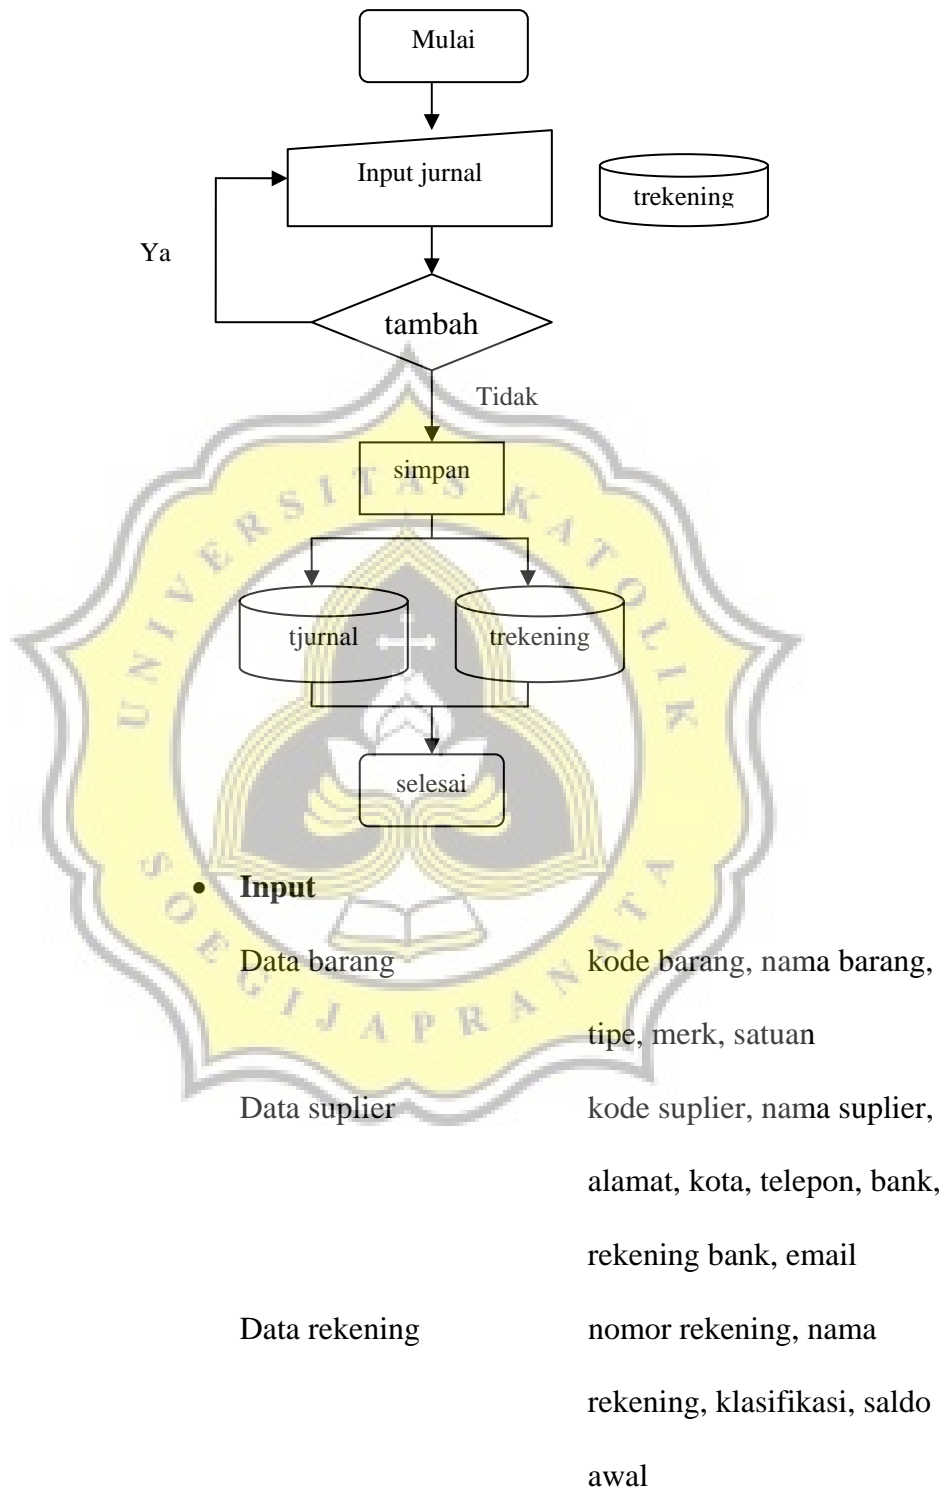 Mulai
Input jurnal
trekening
Ya
tambah
Tidak
simpan
tjurnal
trekening
selesai
UNIVERSITAS KATOLIK
SOEGIJAPRANATA
• Input
Data barang kode barang, nama barang,
tipe, merk, satuan
Data suplier kode suplier, nama suplier,
alamat, kota, telepon, bank,
rekening bank, email
Data rekening nomor rekening, nama
rekening, klasifikasi, saldo
awal